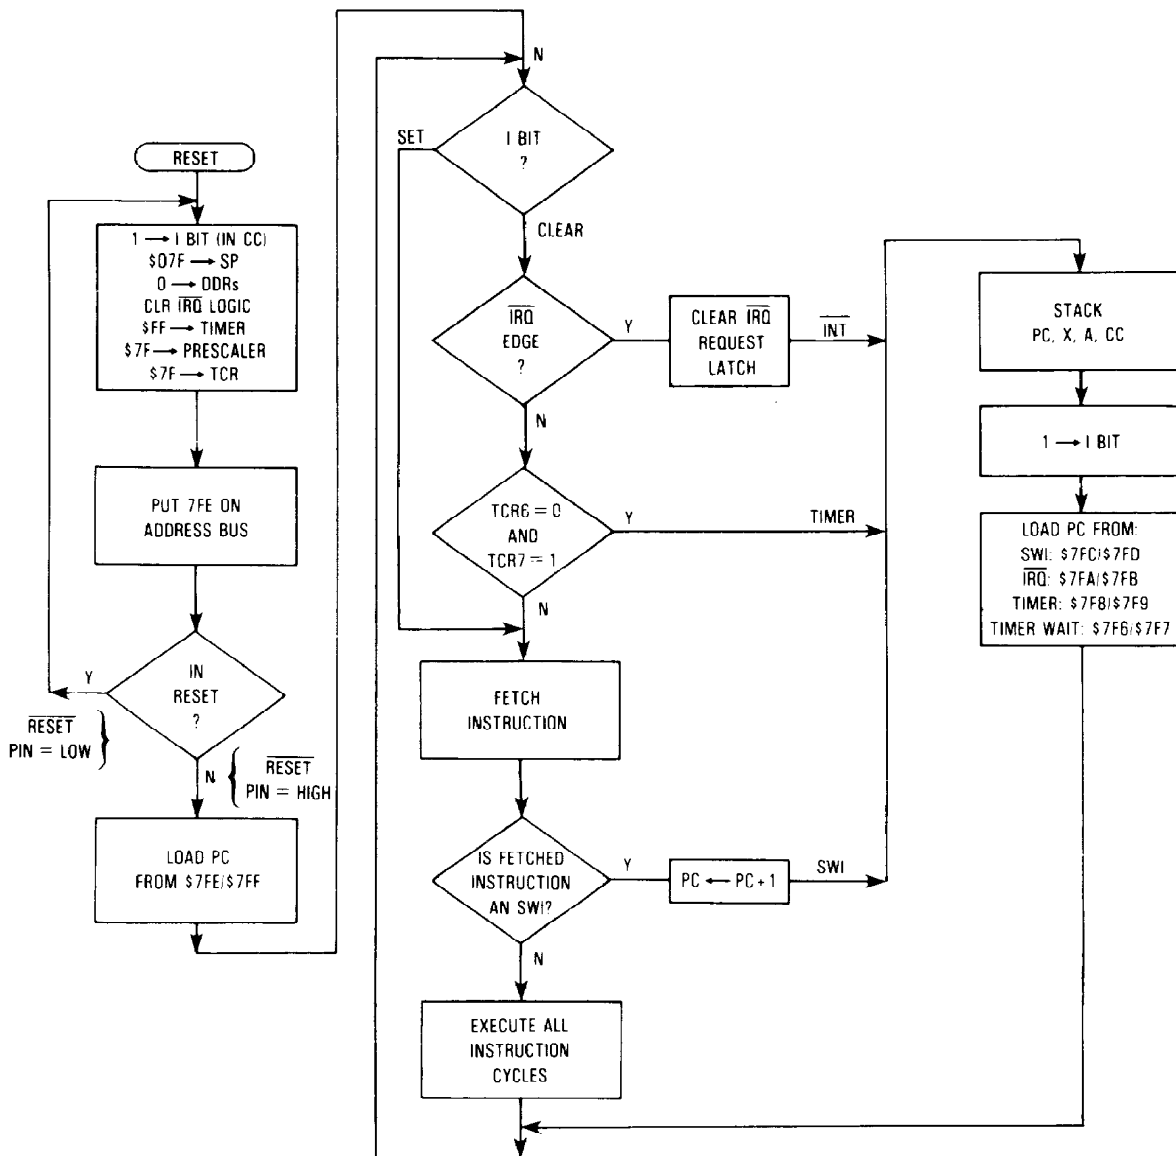 RESET
1 → I BIT (IN CC)
$07F → SP
0 → DDRs
CLR IRQ LOGIC
$FF → TIMER
$7F → PRESCALER
$7F → TCR
PUT 7FE ON
ADDRESS BUS
IN
RESET
?
Y
RESET
PIN = LOW
N
RESET
PIN = HIGH
LOAD PC
FROM $7FE/$7FF
N
I BIT
?
SET
CLEAR
IRQ
EDGE
?
Y
CLEAR IRQ
REQUEST
LATCH
INT
N
TCR6 = 0
AND
TCR7 = 1
Y
TIMER
N
FETCH
INSTRUCTION
IS FETCHED
INSTRUCTION
AN SWI?
Y
PC ← PC + 1
SWI
N
EXECUTE ALL
INSTRUCTION
CYCLES
STACK
PC, X, A, CC
1 → I BIT
LOAD PC FROM:
SWI: $7FC/$7FD
IRQ: $7FA/$7FB
TIMER: $7F8/$7F9
TIMER WAIT: $7F6/$7F7